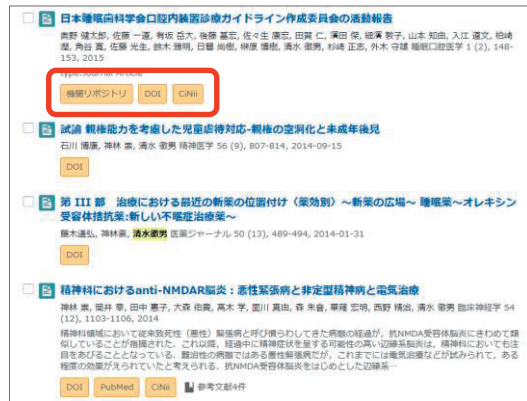 日本睡眠歯科学会口腔内装置診療ガイドライン作成委員会の活動報告
奥野 健太郎, 佐藤 一道, 有坂 岳大, 後藤 基宏, 佐々生 康宏, 田賀 仁, 濱田 傑, 細濱 教子, 山本 知由, 入江 道文, 柏崎
潤, 角谷 寛, 佐藤 光生, 鈴木 雅明, 日暮 尚樹, 榊原 博樹, 清水 徹男, 杉崎 正志, 外木 守雄 睡眠口腔医学 1 (2), 148-
153, 2015
type:Journal Article
機関リポジトリ DOI CiNii
試論 親権能力を考慮した児童虐待対応-親権の空洞化と未成年後見
石川 博康, 神林 崇, 清水 徹男 精神医学 56 (9), 807-814, 2014-09-15
DOI
第 III 部 治療における最近の新薬の位置付け〈薬効別〉~新薬の広場~ 睡眠薬~オレキシン
受容体拮抗薬:新しい不眠症治療薬~
藤木通弘, 神林崇, 清水徹男 医薬ジャーナル 50 (13), 489-494, 2014-01-31
DOI
精神科におけるanti-NMDAR脳炎:悪性緊張病と非定型精神病と電気治療
神林 崇, 筒井 幸, 田中 惠子, 大森 佑貴, 高木 学, 面川 真由, 森 朱音, 草薙 宏明, 西野 精治, 清水 徹男 臨床神経学 54
(12), 1103-1106, 2014
精神科領域において従来致死性（悪性）緊張病と呼び慣らわしてきた病態の経過が，抗NMDA受容体脳炎にきわめて類
似していることが指摘された．これ以降，経過中に精神症状を呈する可能性の高い辺縁系脳炎は，精神科においても注
目をあびることとなっている．難治性の病態ではある悪性緊張病だが，これまでには電気治療などが試みられて，ある
程度の効果がえられていたと考えられる．抗NMDA受容体脳炎をはじめとした辺縁系…
DOI PubMed CiNii 参考文献4件